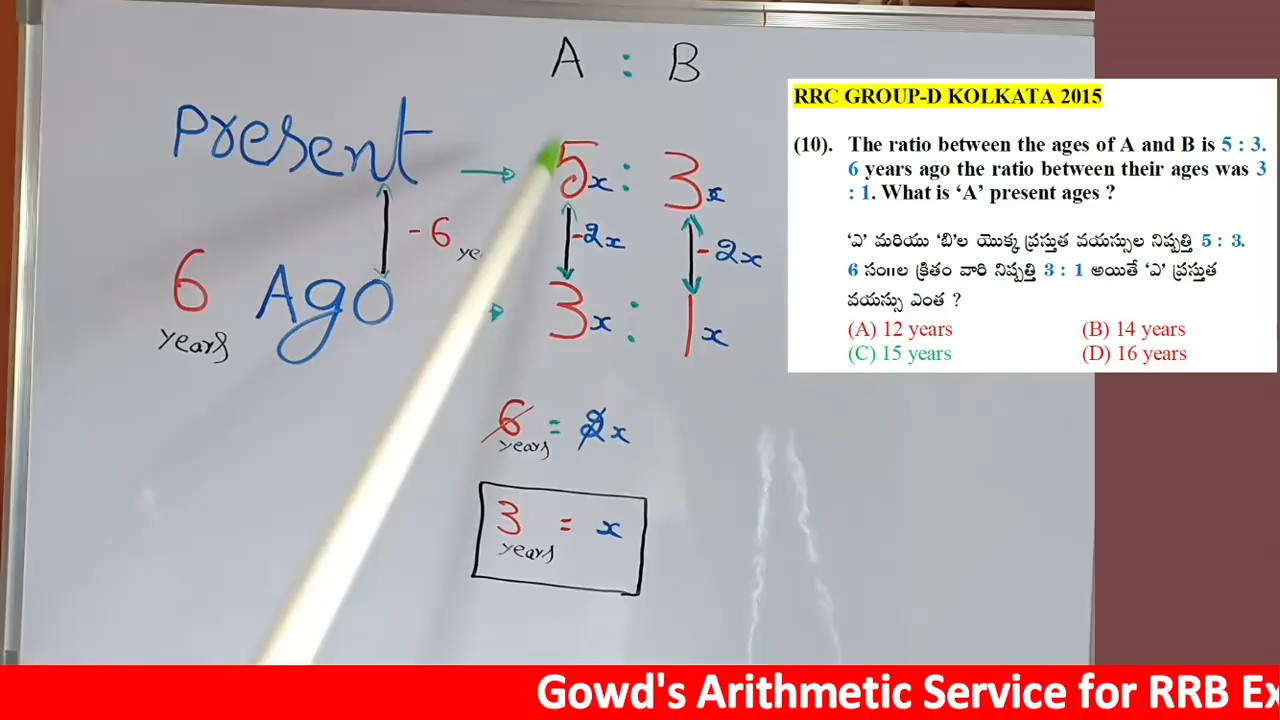 A : B
Present → 5x : 3x
-6 -2x -2x
6 years Ago 3x : 1x
6 years = 2x
3 years = x
RRC GROUP-D KOLKATA 2015
(10). The ratio between the ages of A and B is 5 : 3.
6 years ago the ratio between their ages was 3
: 1. What is ‘A’ present ages ?
‘ఎ’ మరియు ‘బి’ల యొక్క ప్రస్తుత వయస్సుల నిష్పత్తి 5 : 3.
6 సం॥ల క్రితం వారి నిష్పత్తి 3 : 1 అయితే ‘ఎ’ ప్రస్తుత
వయస్సు ఎంత ?
(A) 12 years (B) 14 years
(C) 15 years (D) 16 years
Gowd's Arithmetic Service for RRB Ex